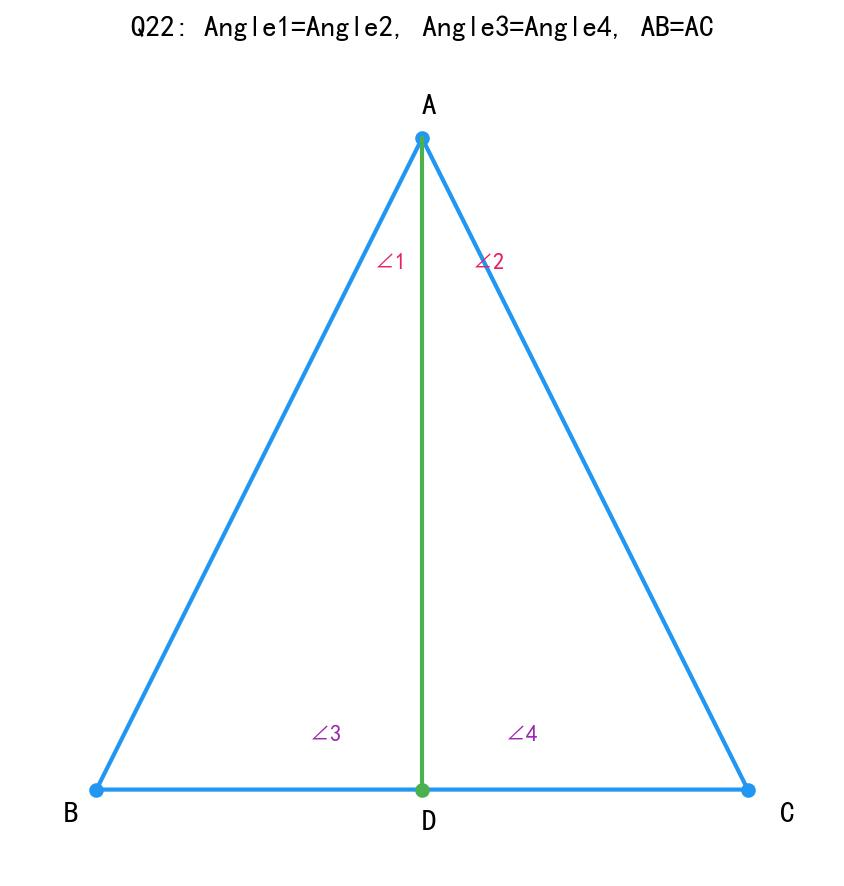 Q22: Angle1=Angle2, Angle3=Angle4, AB=AC
A
∠1
∠2
∠3
∠4
B
D
C